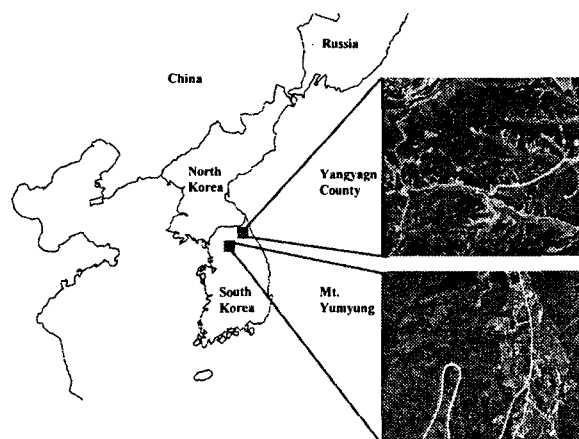 Russia
China
North
Korea
Yangyagn
County
South
Korea
Mt.
Yumyung